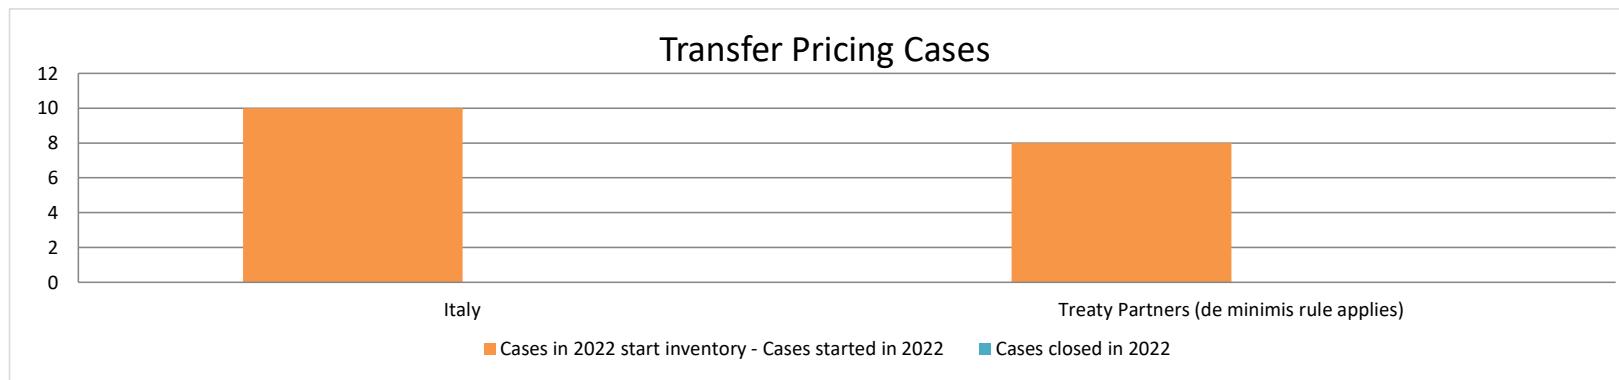 Transfer Pricing Cases
12
10
8
6
4
2
0
Italy
Treaty Partners (de minimis rule applies)
Cases in 2022 start inventory - Cases started in 2022
Cases closed in 2022